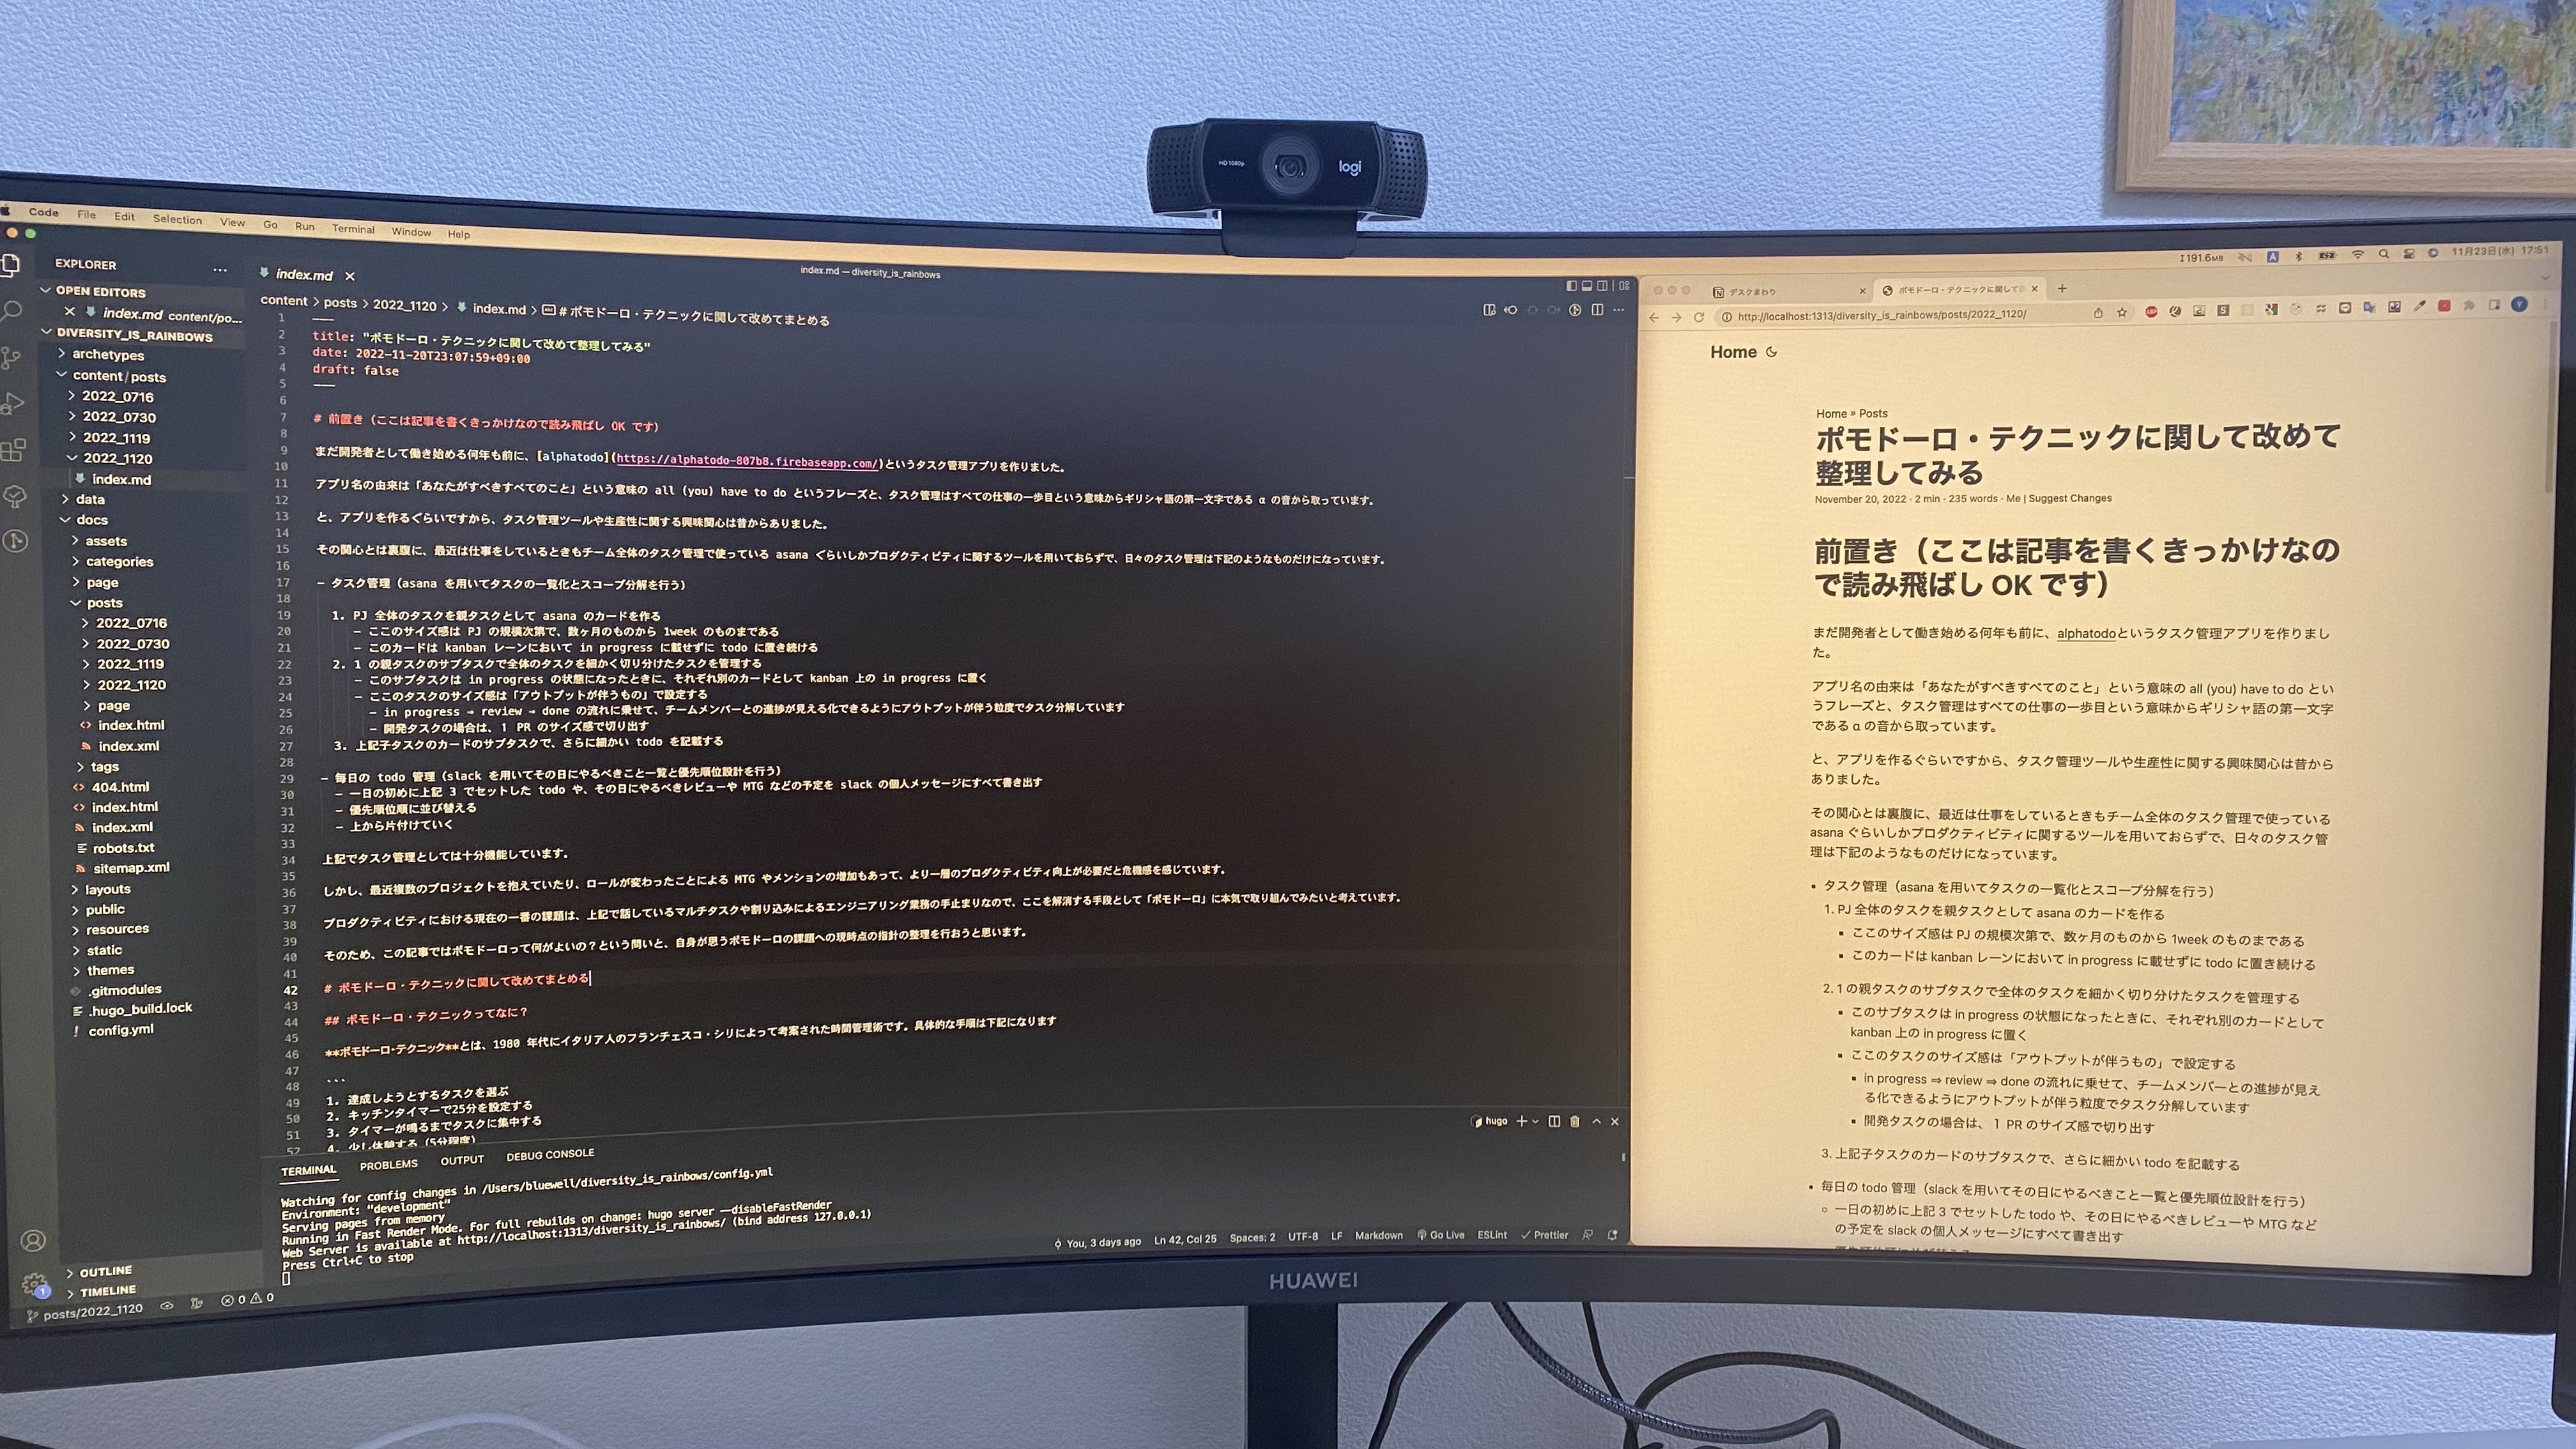 HD 1080p
logi
Code File Edit Selection View Go Run Terminal Window Help
191.6MB
A
11月23日(水) 17:51
EXPLORER
OPEN EDITORS
index.md content/po...
DIVERSITY_IS_RAINBOWS
archetypes
content/posts
2022_0716
2022_0730
2022_1119
2022_1120
index.md
data
docs
assets
categories
page
posts
2022_0716
2022_0730
2022_1119
2022_1120
page
index.html
index.xml
tags
404.html
index.html
index.xml
robots.txt
sitemap.xml
layouts
public
resources
static
themes
.gitmodules
.hugo_build.lock
config.yml
OUTLINE
TIMELINE
1
posts/2022_1120
0 0
index.md
index.md — diversity_is_rainbows
content > posts > 2022_1120 > index.md > # ポモドーロ・テクニックに関して改めてまとめる
1 ---
2 title: "ポモドーロ・テクニックに関して改めて整理してみる"
3 date: 2022-11-20T23:07:59+09:00
4 draft: false
5 ---
6
7 # 前置き（ここは記事を書くきっかけなので読み飛ばし OK です）
8
9 まだ開発者として働き始める何年も前に、[alphatodo](https://alphatodo-807b8.firebaseapp.com/)というタスク管理アプリを作りました。
10
11 アプリ名の由来は「あなたがすべきすべてのこと」という意味の all (you) have to do というフレーズと、タスク管理はすべての仕事の一歩目という意味からギリシャ語の第一文字である α の音から取っています。
12
13 と、アプリを作るぐらいですから、タスク管理ツールや生産性に関する興味関心は昔からありました。
14
15 その関心とは裏腹に、最近は仕事をしているときもチーム全体のタスク管理で使っている asana ぐらいしかプロダクティビティに関するツールを用いておらずで、日々のタスク管理は下記のようなものだけになっています。
16
17 - タスク管理（asana を用いてタスクの一覧化とスコープ分解を行う）
18
19 1. PJ 全体のタスクを親タスクとして asana のカードを作る
20 - ここのサイズ感は PJ の規模次第で、数ヶ月のものから 1week のものまである
21 - このカードは kanban レーンにおいて in progress に載せずに todo に置き続ける
22 2. 1 の親タスクのサブタスクで全体のタスクを細かく切り分けたタスクを管理する
23 - このサブタスクは in progress の状態になったときに、それぞれ別のカードとして kanban 上の in progress に置く
24 - ここのタスクのサイズ感は「アウトプットが伴うもの」で設定する
25 - in progress ⇒ review ⇒ done の流れに乗せて、チームメンバーとの進捗が見える化できるようにアウトプットが伴う粒度でタスク分解しています
26 - 開発タスクの場合は、1 PR のサイズ感で切り出す
27 3. 上記子タスクのカードのサブタスクで、さらに細かい todo を記載する
28
29 - 毎日の todo 管理（slack を用いてその日にやるべきこと一覧と優先順位設計を行う）
30 - 一日の初めに上記 3 でセットした todo や、その日にやるべきレビューや MTG などの予定を slack の個人メッセージにすべて書き出す
31 - 優先順位順に並び替える
32 - 上から片付けていく
33
34 上記でタスク管理としては十分機能しています。
35
36 しかし、最近複数のプロジェクトを抱えていたり、ロールが変わったことによる MTG やメンションの増加もあって、より一層のプロダクティビティ向上が必要だと危機感を感じています。
37
38 プロダクティビティにおける現在の一番の課題は、上記で話しているマルチタスクや割り込みによるエンジニアリング業務の手止まりなので、ここを解消する手段として「ポモドーロ」に本気で取り組んでみたいと考えています。
39
40 そのため、この記事ではポモドーロって何がよいの？という問いと、自身が思うポモドーロの課題への現時点の指針の整理を行おうと思います。
41
42 # ポモドーロ・テクニックに関して改めてまとめる
43
44 ## ポモドーロ・テクニックってなに？
45
46 **ポモドーロ・テクニック**とは、1980 年代にイタリア人のフランチェスコ・シリによって考案された時間管理術です。具体的な手順は下記になります
47
48 ```
49 1. 達成しようとするタスクを選ぶ
50 2. キッチンタイマーで25分を設定する
51 3. タイマーが鳴るまでタスクに集中する
52 4. 少し休憩する（5分程度）
TERMINAL PROBLEMS OUTPUT DEBUG CONSOLE
hugo
Watching for config changes in /Users/bluewell/diversity_is_rainbows/config.yml
Environment: "development"
Serving pages from memory
Running in Fast Render Mode. For full rebuilds on change: hugo server --disableFastRender
Web Server is available at http://localhost:1313/diversity_is_rainbows/ (bind address 127.0.0.1)
Press Ctrl+C to stop
You, 3 days ago Ln 42, Col 25 Spaces: 2 UTF-8 LF Markdown Go Live ESLint Prettier
デスクまわり
ポモドーロ・テクニックに関して
http://localhost:1313/diversity_is_rainbows/posts/2022_1120/
Home
Home » Posts
ポモドーロ・テクニックに関して改めて
整理してみる
November 20, 2022 · 2 min · 235 words · Me | Suggest Changes
前置き（ここは記事を書くきっかけなの
で読み飛ばし OK です）
まだ開発者として働き始める何年も前に、alphatodoというタスク管理アプリを作りまし
た。
アプリ名の由来は「あなたがすべきすべてのこと」という意味の all (you) have to do とい
うフレーズと、タスク管理はすべての仕事の一歩目という意味からギリシャ語の第一文字
である α の音から取っています。
と、アプリを作るぐらいですから、タスク管理ツールや生産性に関する興味関心は昔から
ありました。
その関心とは裏腹に、最近は仕事をしているときもチーム全体のタスク管理で使っている
asana ぐらいしかプロダクティビティに関するツールを用いておらずで、日々のタスク管
理は下記のようなものだけになっています。
• タスク管理（asana を用いてタスクの一覧化とスコープ分解を行う）
1. PJ 全体のタスクを親タスクとして asana のカードを作る
▪ ここのサイズ感は PJ の規模次第で、数ヶ月のものから 1week のものまである
▪ このカードは kanban レーンにおいて in progress に載せずに todo に置き続ける
2. 1 の親タスクのサブタスクで全体のタスクを細かく切り分けたタスクを管理する
▪ このサブタスクは in progress の状態になったときに、それぞれ別のカードとして
kanban 上の in progress に置く
▪ ここのタスクのサイズ感は「アウトプットが伴うもの」で設定する
▪ in progress ⇒ review ⇒ done の流れに乗せて、チームメンバーとの進捗が見え
る化できるようにアウトプットが伴う粒度でタスク分解しています
▪ 開発タスクの場合は、1 PR のサイズ感で切り出す
3. 上記子タスクのカードのサブタスクで、さらに細かい todo を記載する
• 毎日の todo 管理（slack を用いてその日にやるべきこと一覧と優先順位設計を行う）
○ 一日の初めに上記 3 でセットした todo や、その日にやるべきレビューや MTG など
の予定を slack の個人メッセージにすべて書き出す
HUAWEI